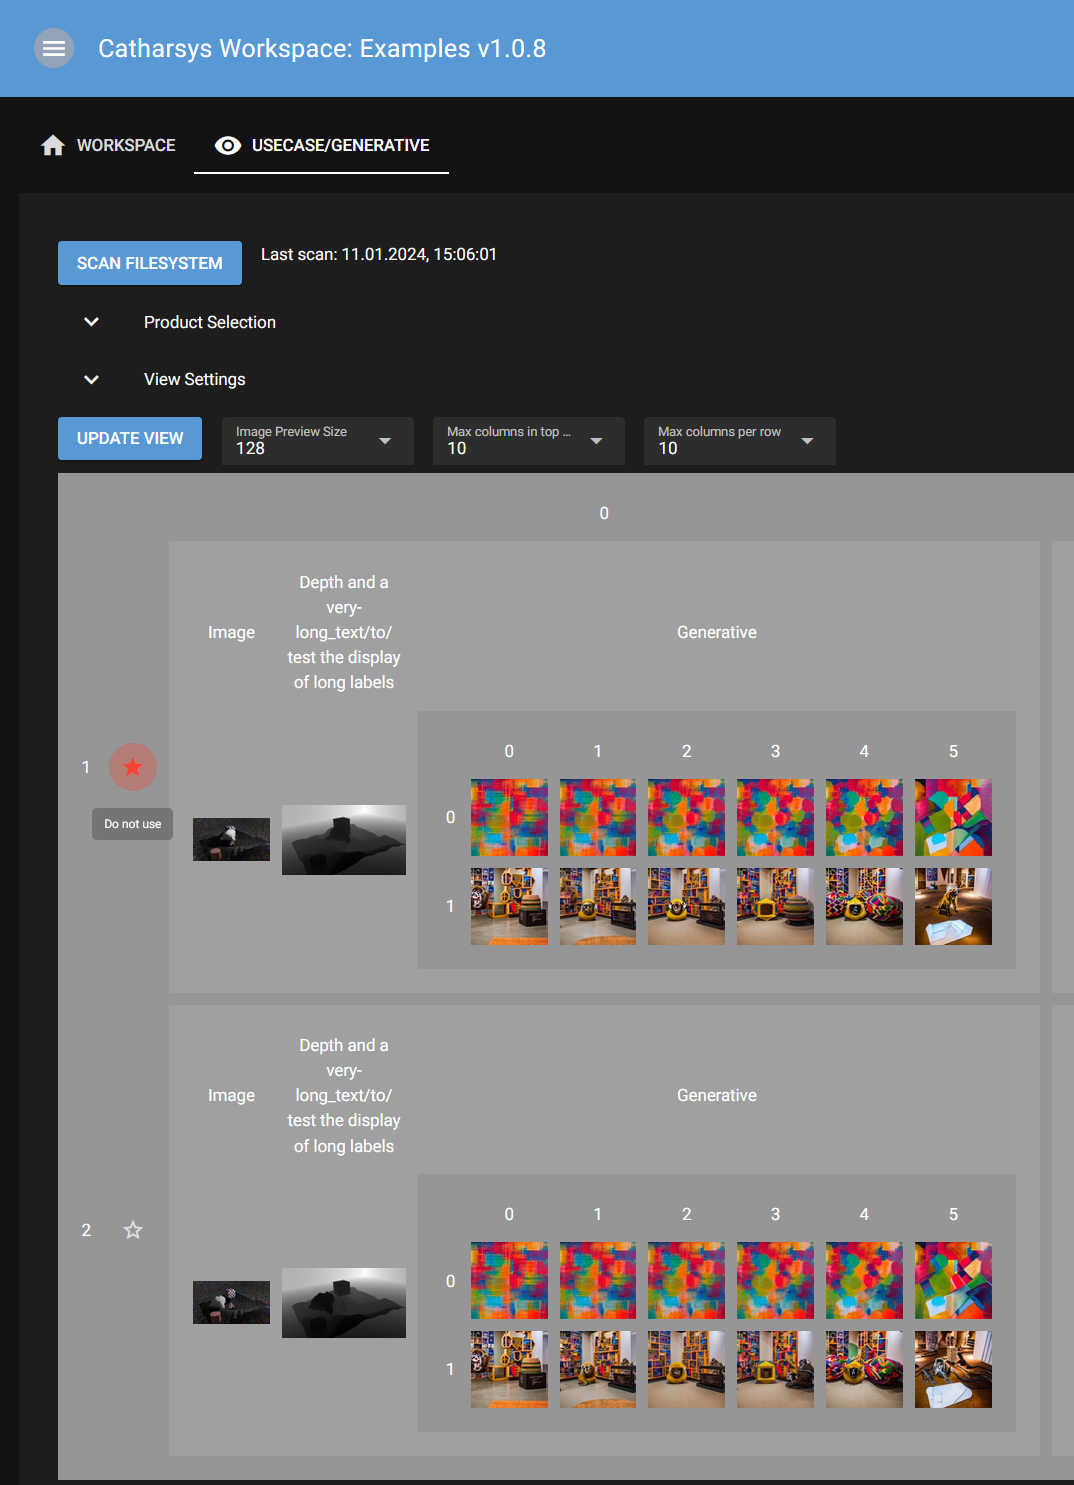 Catharsys Workspace: Examples v1.0.8
WORKSPACE
USECASE/GENERATIVE
SCAN FILESYSTEM
Last scan: 11.01.2024, 15:06:01
Product Selection
View Settings
UPDATE VIEW
Image Preview Size
128
Max columns in top ...
10
Max columns per row
10
0
Image
Depth and a
very-
long_text/to/
test the display
of long labels
Generative
1
Do not use
0 1 2 3 4 5
0
1
Image
Depth and a
very-
long_text/to/
test the display
of long labels
Generative
2
0 1 2 3 4 5
0
1